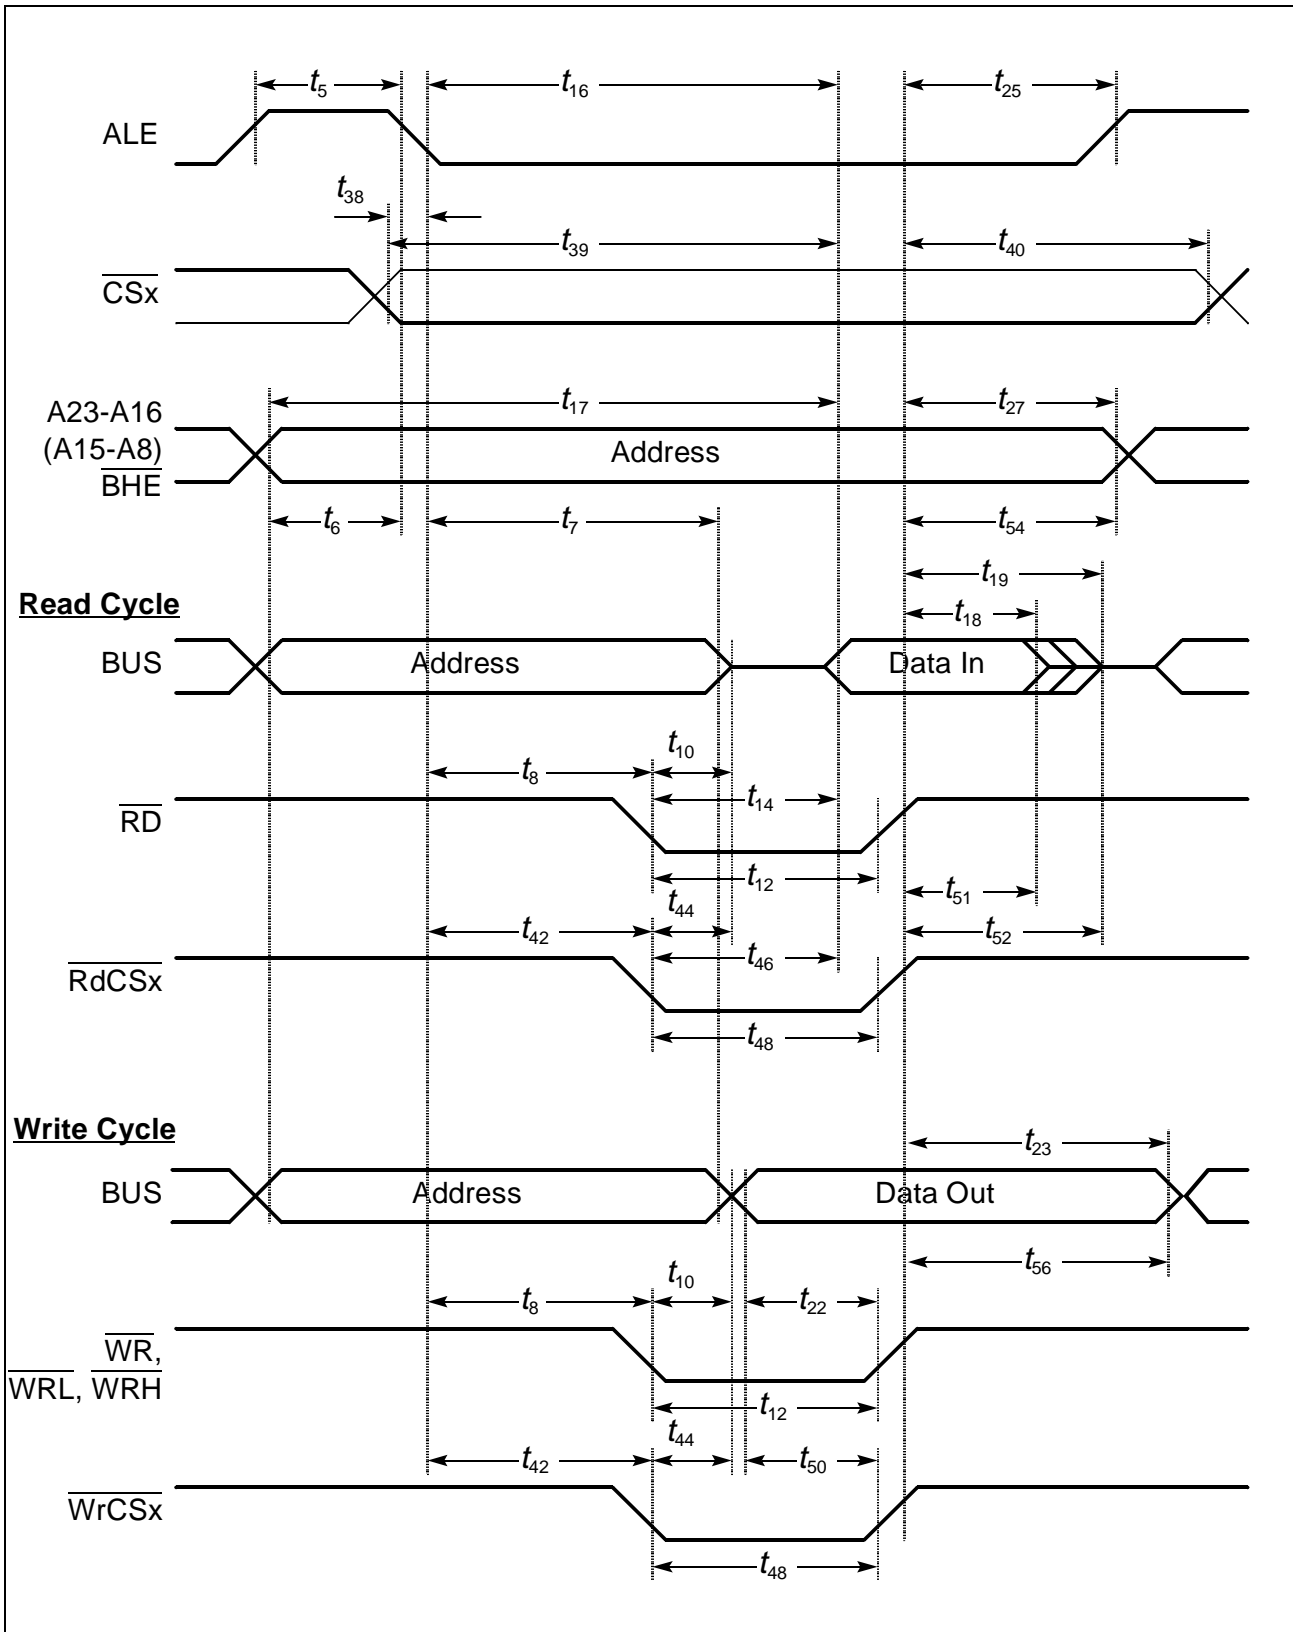 t5 t16 t25
ALE
t38
t39 t40
CSx
A23-A16
(A15-A8)
BHE
t17 t27
Address
t6 t7 t54
t19
Read Cycle
t18
BUS Address Data In
t10
t8
t14
RD
t12 t51
t44
t42 t52
t46
RdCSx
t48
Write Cycle
t23
BUS Address Data Out
t56
t10
t8 t22
WR,
WRL, WRH
t12
t44
t42 t50
WrCSx
t48